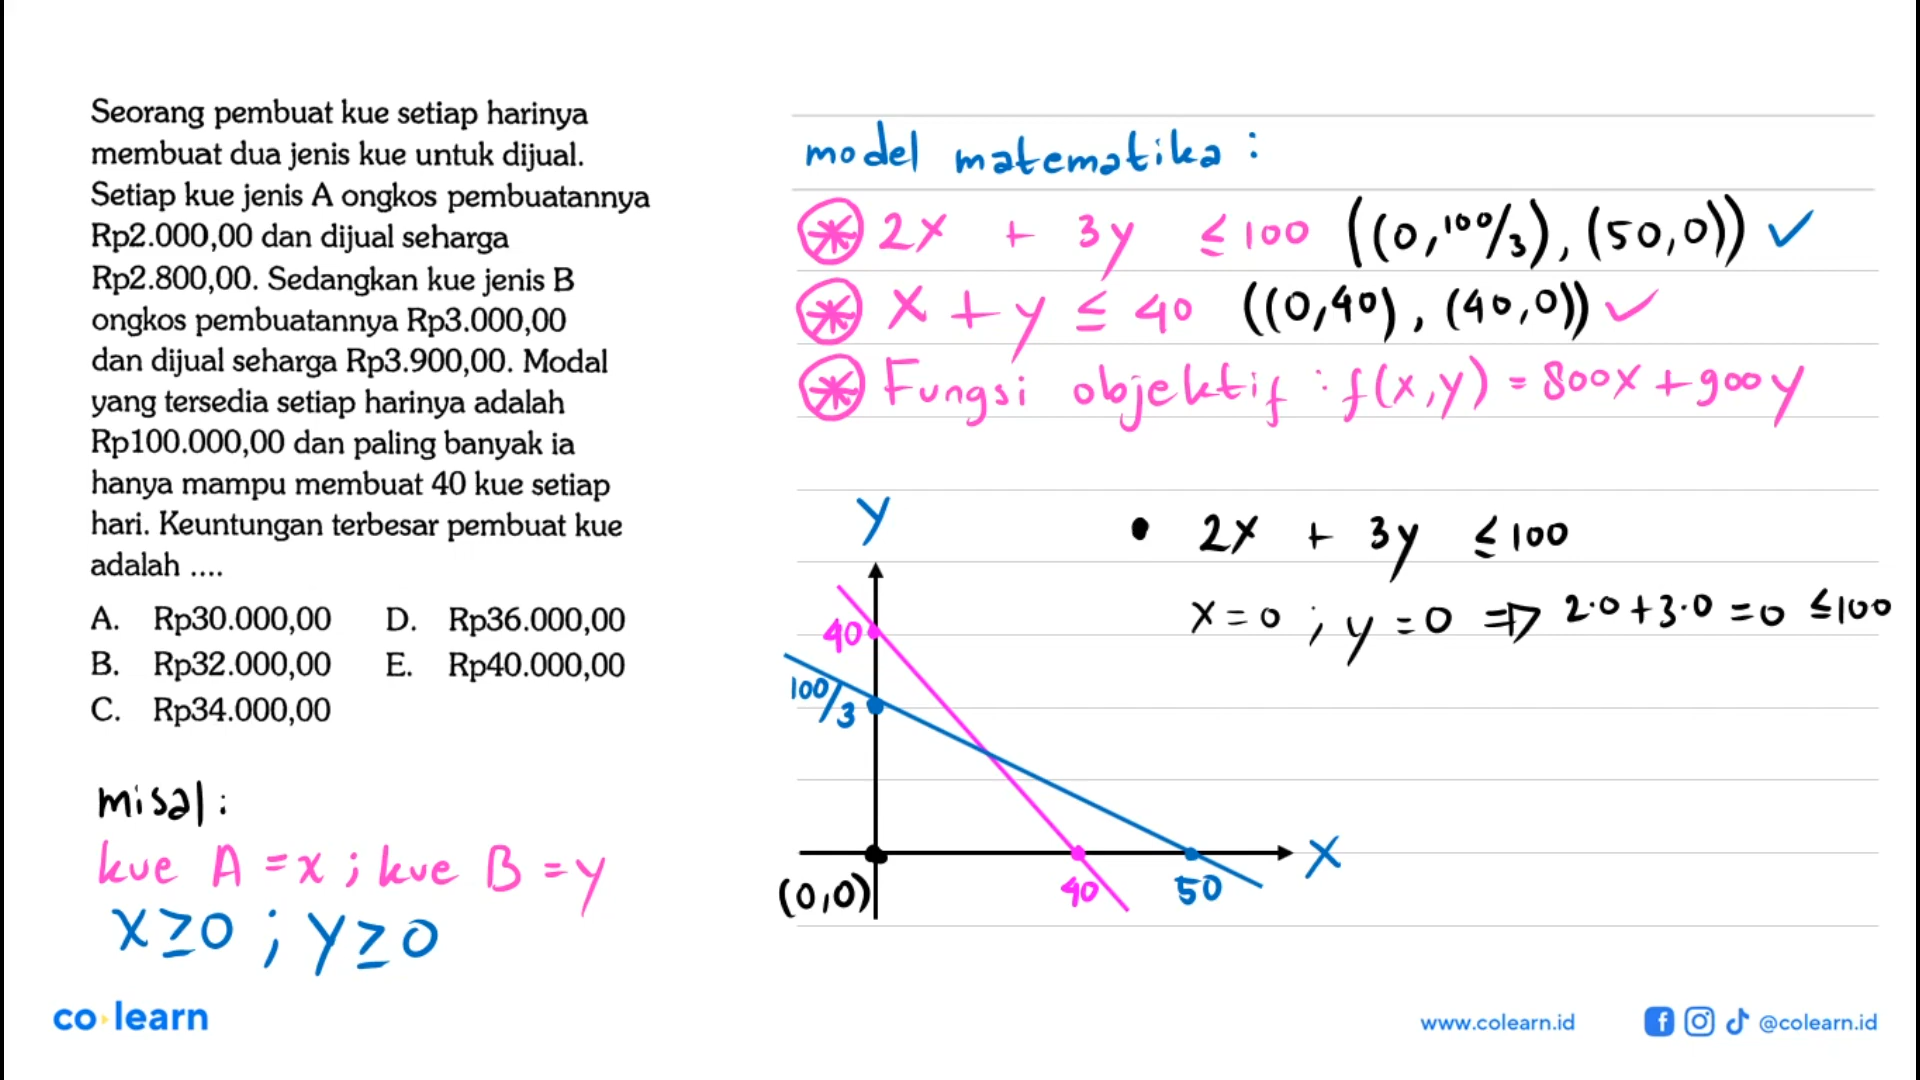 Seorang pembuat kue setiap harinya
membuat dua jenis kue untuk dijual.
Setiap kue jenis A ongkos pembuatannya
Rp2.000,00 dan dijual seharga
Rp2.800,00. Sedangkan kue jenis B
ongkos pembuatannya Rp3.000,00
dan dijual seharga Rp3.900,00. Modal
yang tersedia setiap harinya adalah
Rp100.000,00 dan paling banyak ia
hanya mampu membuat 40 kue setiap
hari. Keuntungan terbesar pembuat kue
adalah ....
A. Rp30.000,00 D. Rp36.000,00
B. Rp32.000,00 E. Rp40.000,00
C. Rp34.000,00
misal:
kue A = x ; kue B = y
x ≥ 0 ; y ≥ 0
model matematika :
2x + 3y ≤ 100 ((0, 100/3), (50,0)) ✓
x + y ≤ 40 ((0,40), (40,0)) ✓
Fungsi objektif : f(x,y) = 800x + 900y
Y
40
100/3
(0,0)
40
50
X
• 2x + 3y ≤ 100
x = 0 ; y = 0 ⇒ 2·0 + 3·0 = 0 ≤ 100
co learn
www.colearn.id
@colearn.id